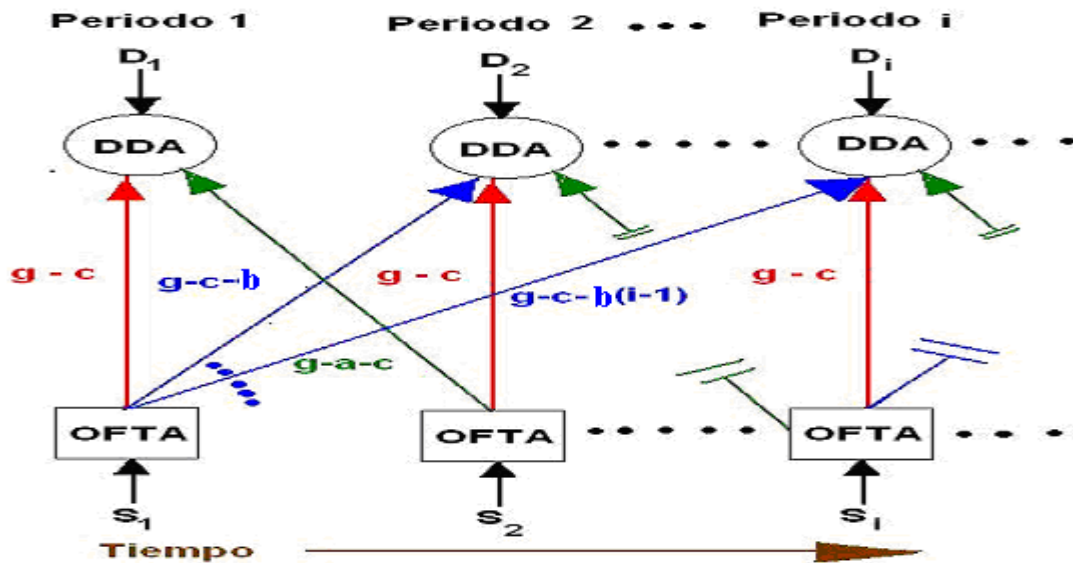 Periodo 1 Periodo 2 Periodo i
D1 D2 Di
DDA DDA DDA
g - c g-c-b g - c g-c-b(i-1) g - c
g-a-c
OFTA OFTA OFTA
S1 S2 Si
Tiempo